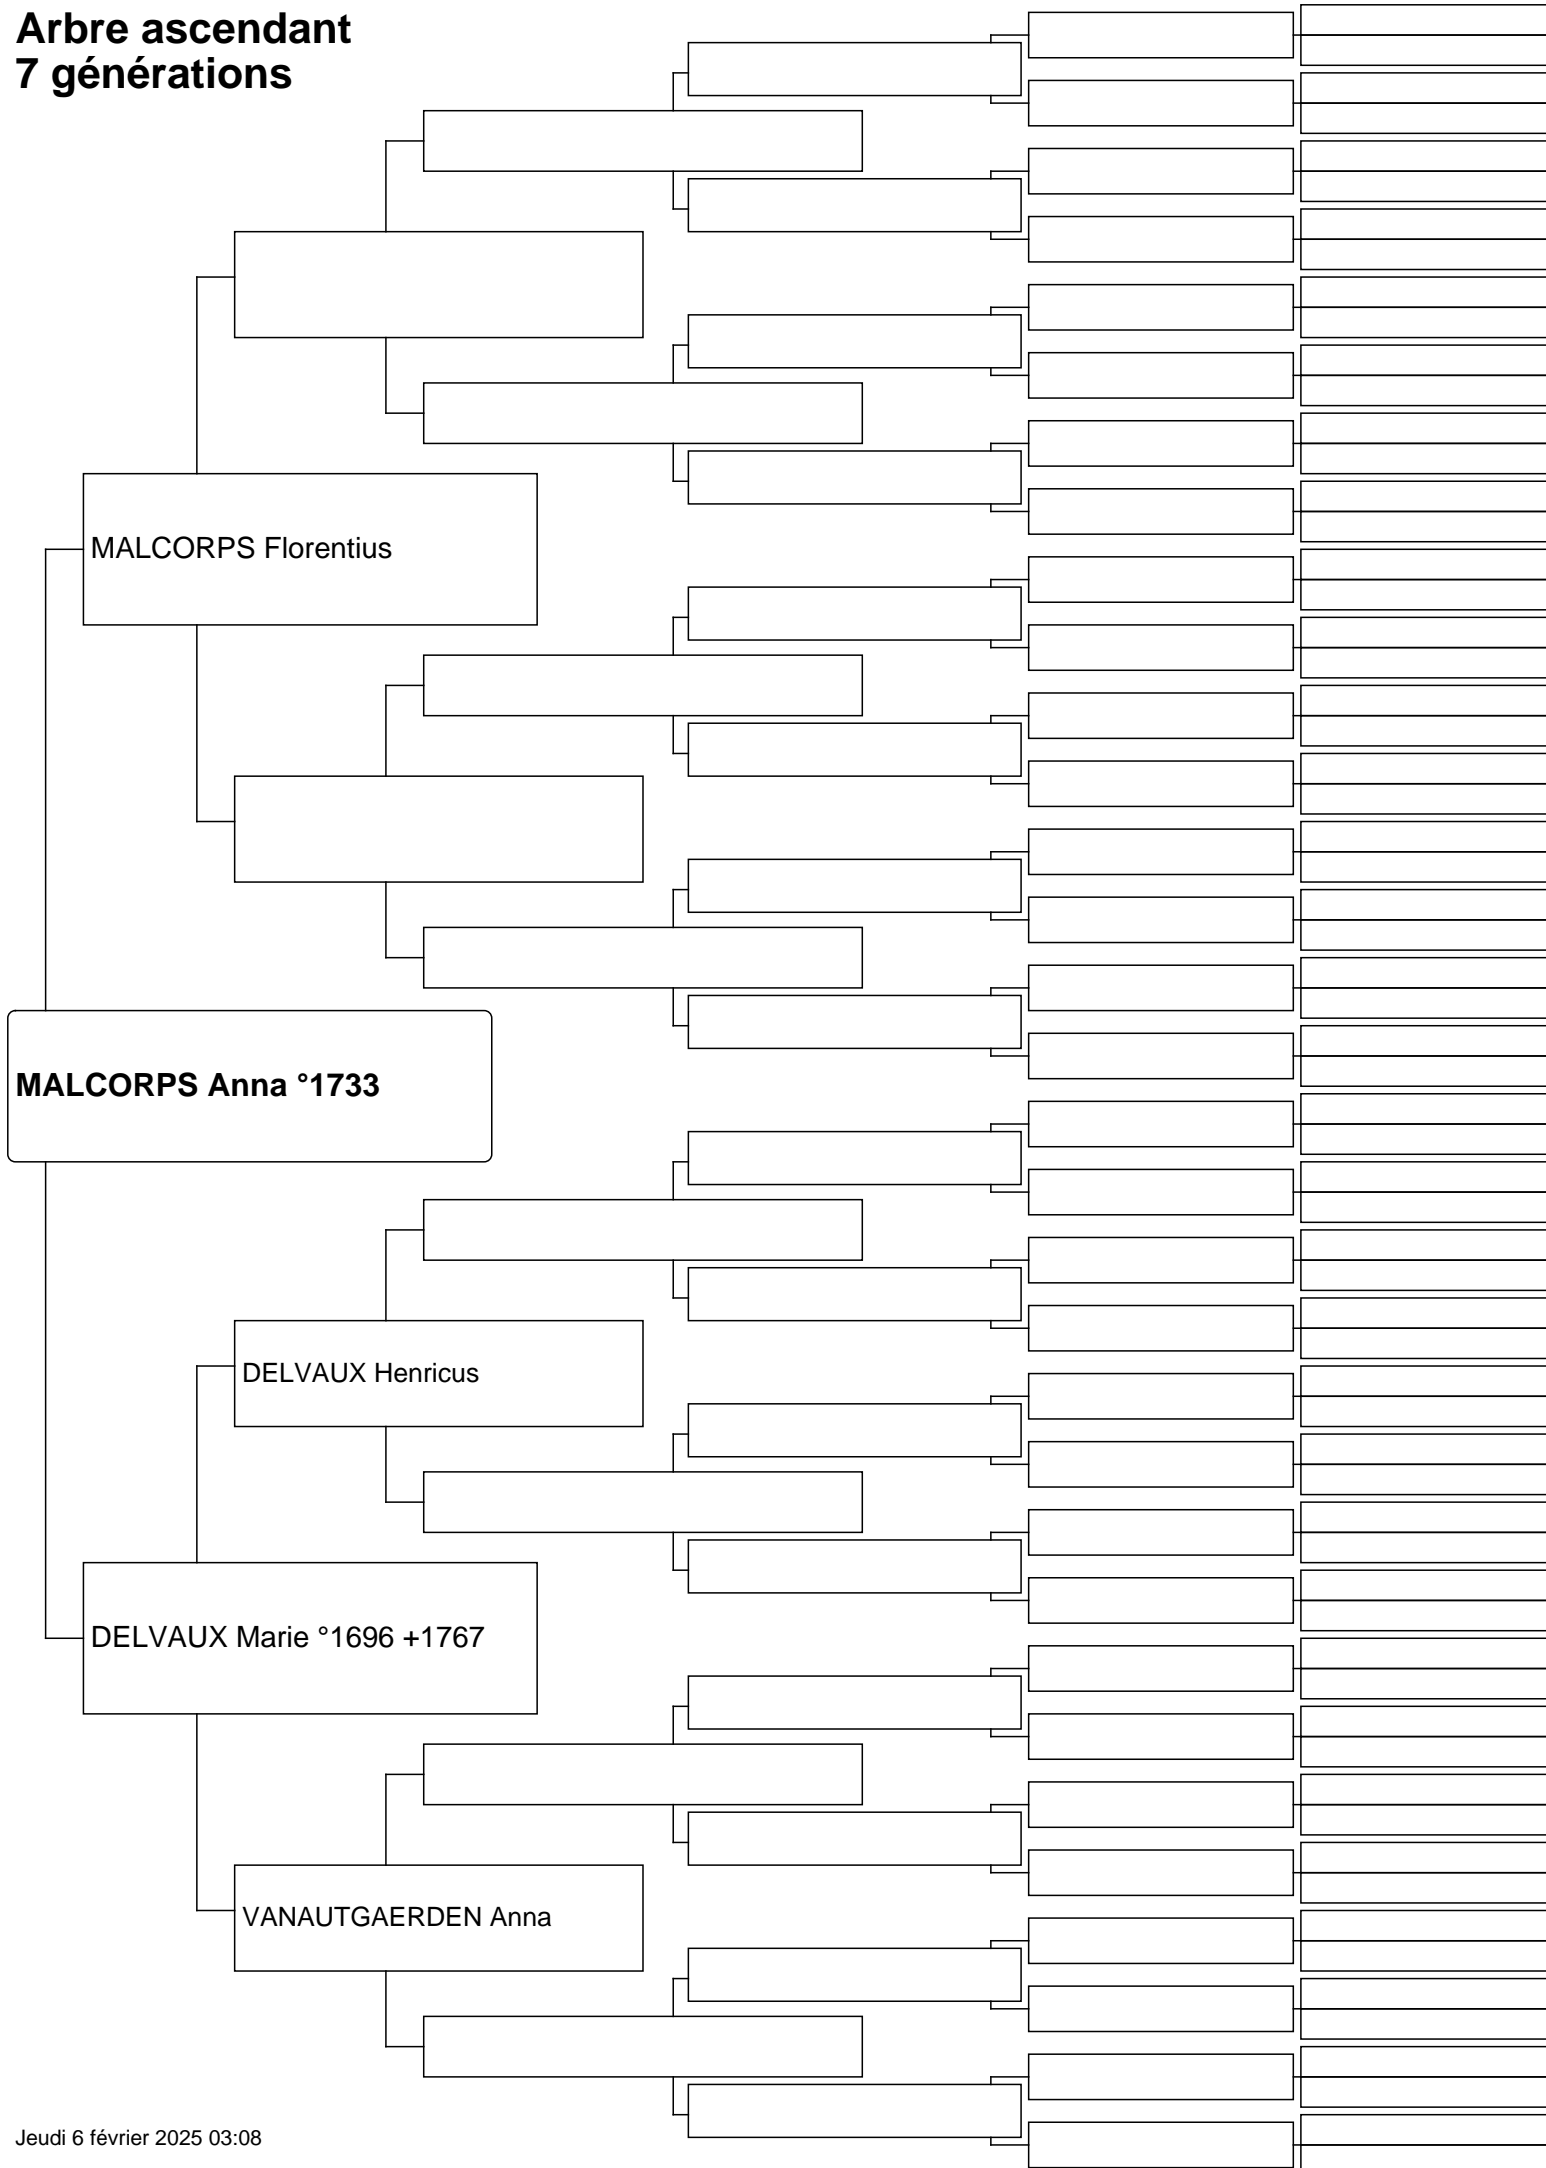 Arbre ascendant
7 générations
MALCORPS Florentius
MALCORPS Anna °1733
DELVAUX Henricus
DELVAUX Marie °1696 +1767
VANAUTGAERDEN Anna
Jeudi 6 février 2025 03:08